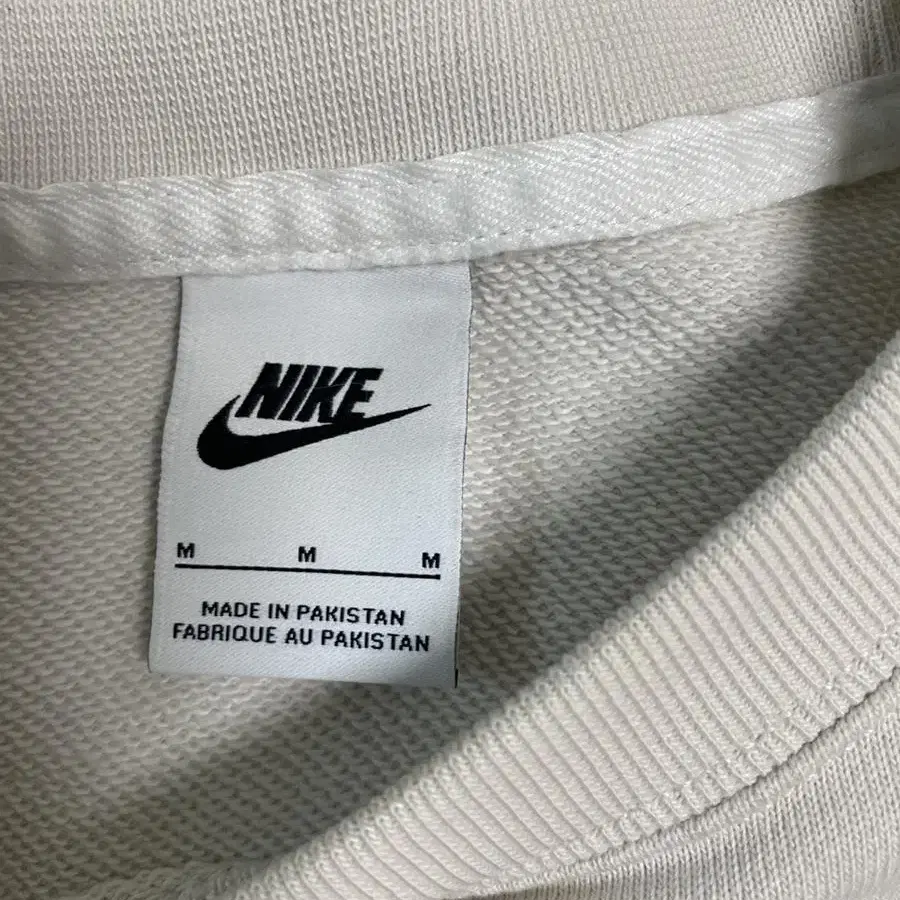 NIKE
M M M
MADE IN PAKISTAN
FABRIQUE AU PAKISTAN